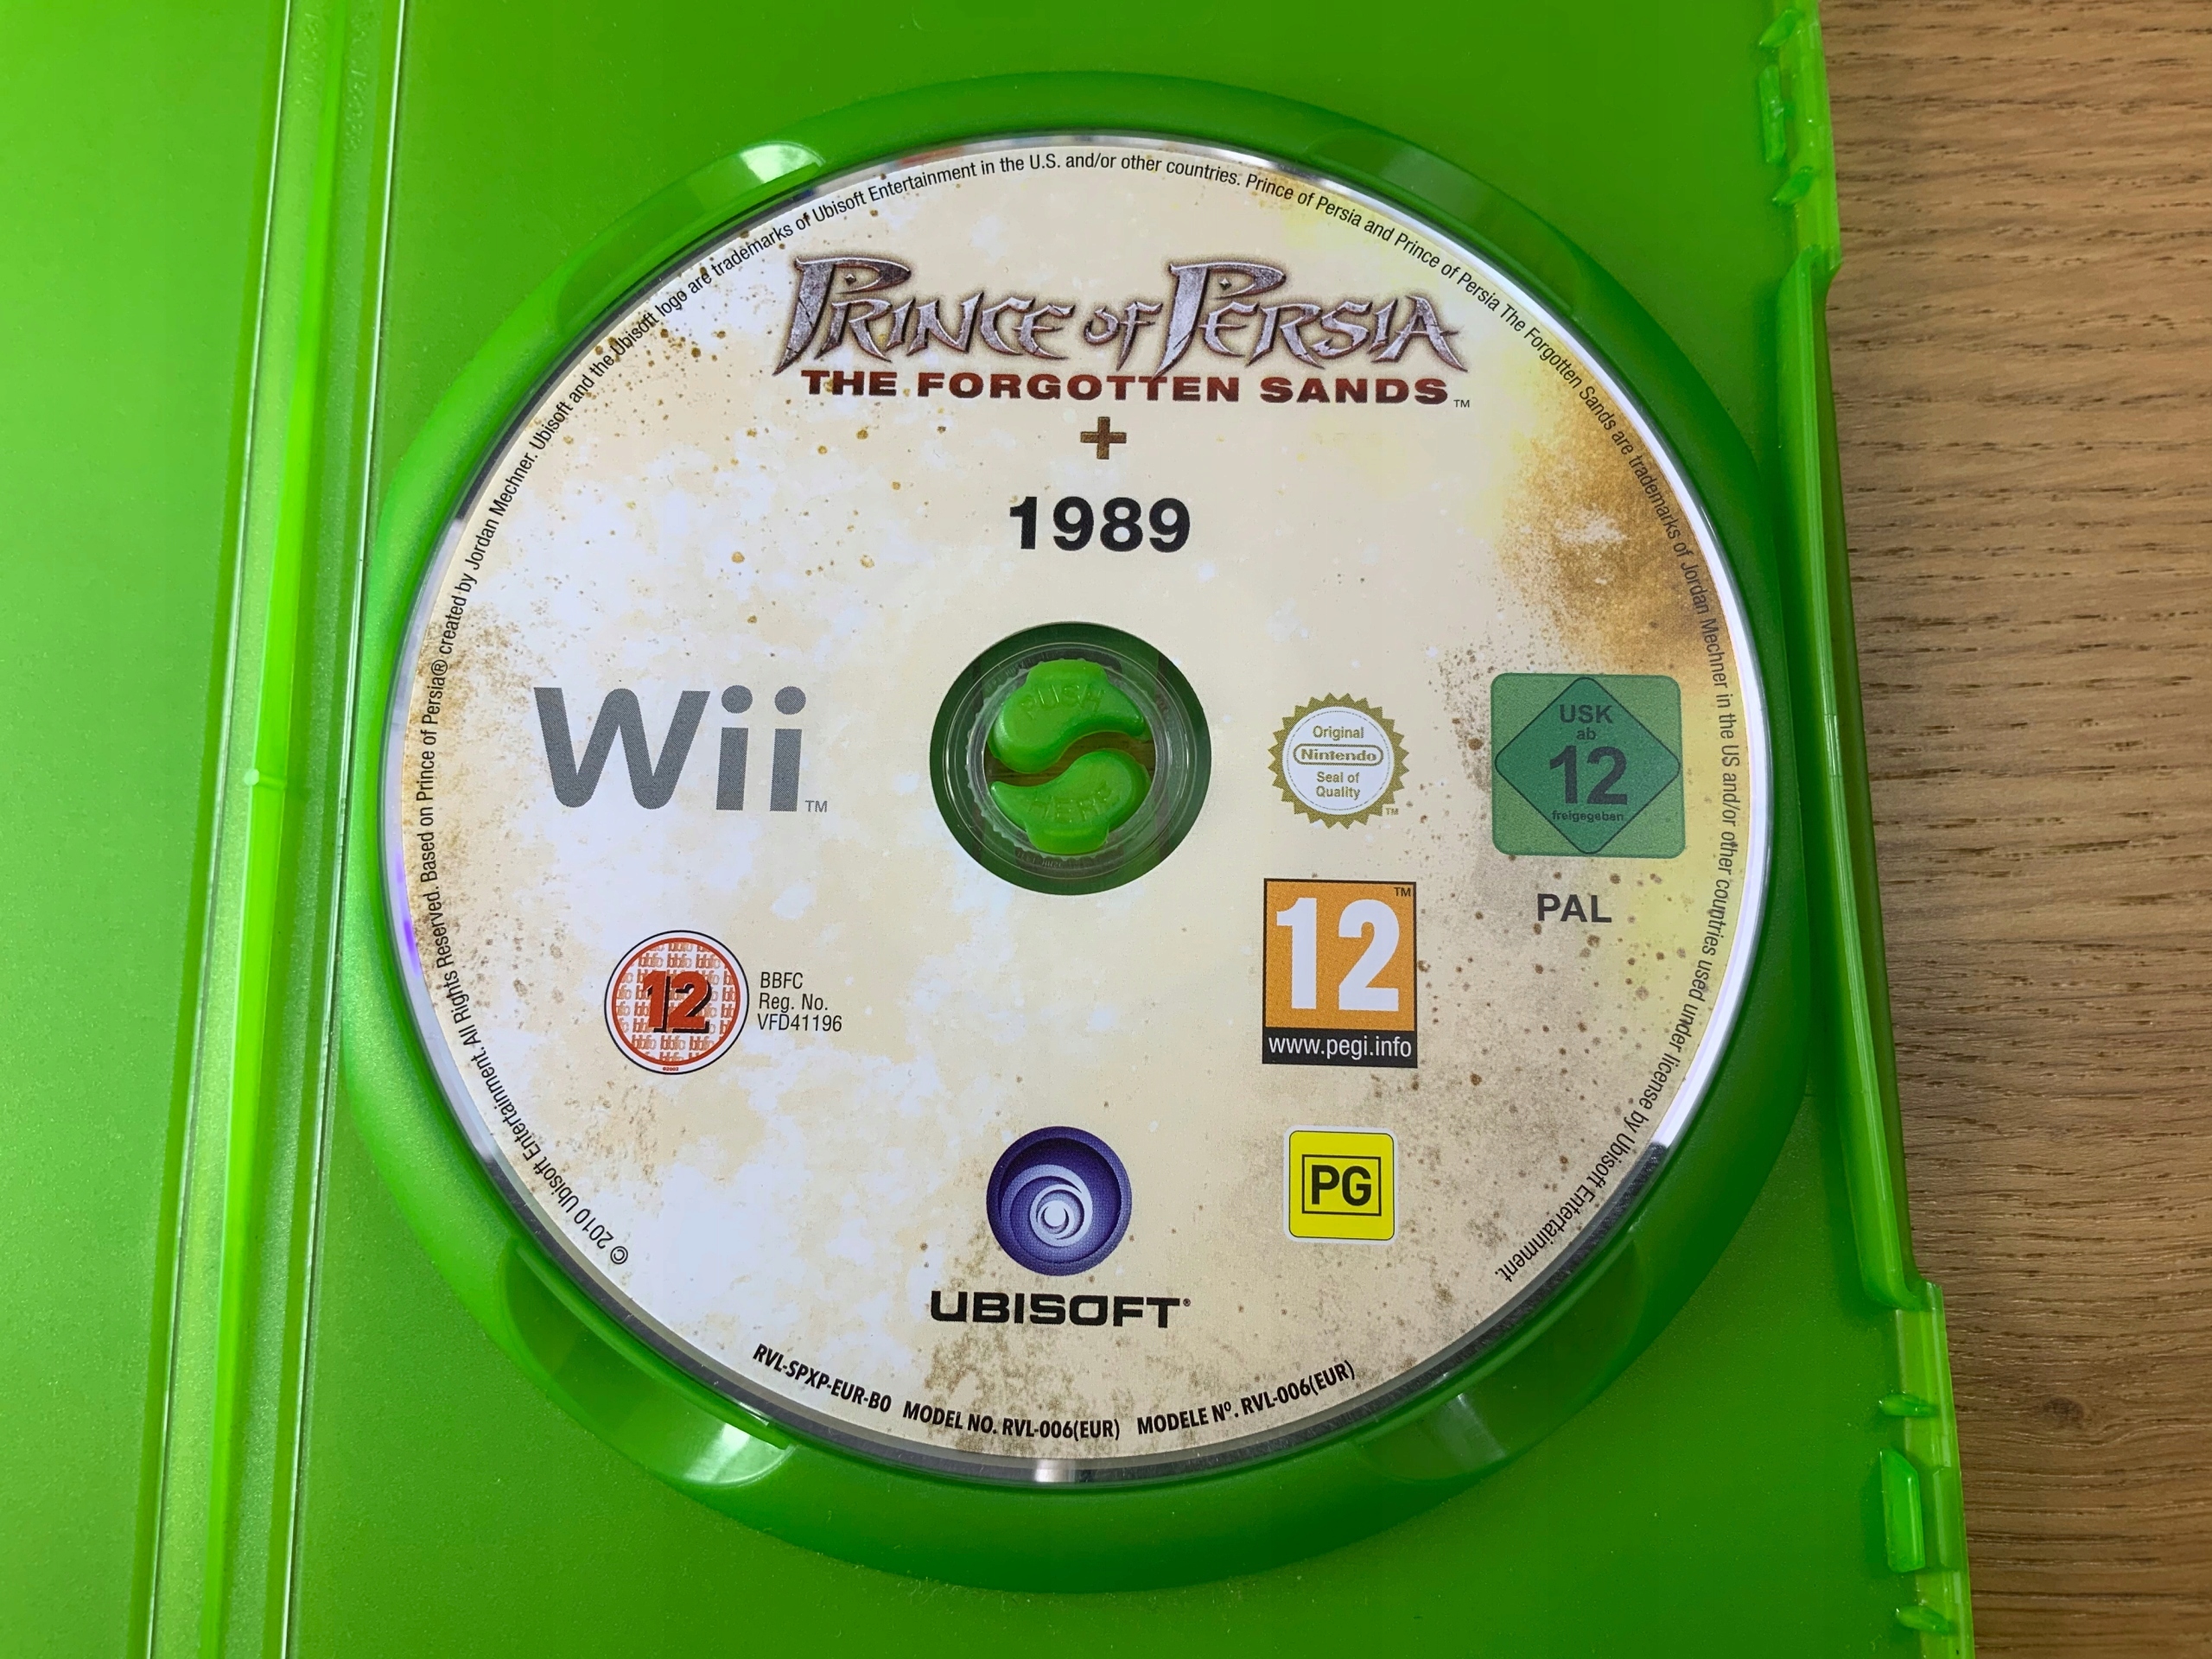 © 2010 Ubisoft Entertainment. All Rights Reserved. Based on Prince of Persia® created by Jordan Mechner. Ubisoft and the Ubisoft logo are trademarks of Ubisoft Entertainment in the U.S. and/or other countries. Prince of Persia and Prince of Persia The Forgotten Sands are trademarks of Jordan Mechner in the US and/or other countries used under license by Ubisoft Entertainment.
PRINCE OF PERSIA
THE FORGOTTEN SANDS™
+
1989
PUSH
HERE
Wii™
Original
Nintendo
Seal of
Quality
™
USK
ab
12
freigegeben
PAL
12
BBFC
Reg. No.
VFD41196
12™
www.pegi.info
PG
UBISOFT®
RVL-SPXP-EUR-B0 MODEL NO. RVL-006(EUR) MODELE Nº. RVL-006(EUR)